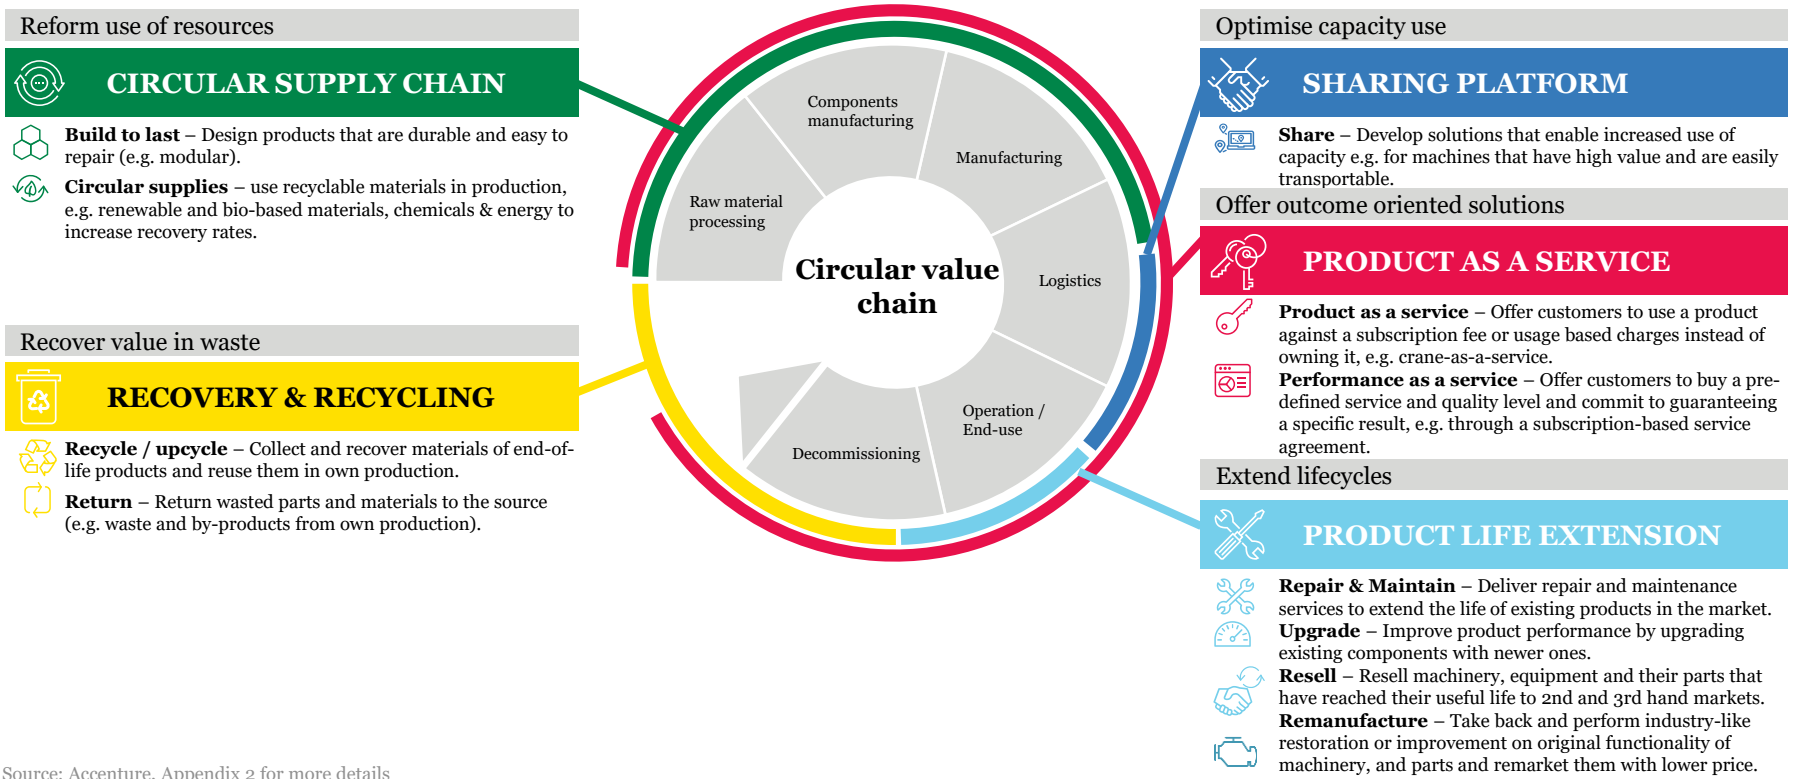 Reform use of resources
CIRCULAR SUPPLY CHAIN
Build to last – Design products that are durable and easy to
repair (e.g. modular).
Circular supplies – use recyclable materials in production,
e.g. renewable and bio-based materials, chemicals & energy to
increase recovery rates.
Recover value in waste
RECOVERY & RECYCLING
Recycle / upcycle – Collect and recover materials of end-of-
life products and reuse them in own production.
Return – Return wasted parts and materials to the source
(e.g. waste and by-products from own production).
Components
manufacturing
Manufacturing
Raw material
processing
Circular value
chain
Logistics
Operation /
End-use
Decommissioning
Optimise capacity use
SHARING PLATFORM
Share – Develop solutions that enable increased use of
capacity e.g. for machines that have high value and are easily
transportable.
Offer outcome oriented solutions
PRODUCT AS A SERVICE
Product as a service – Offer customers to use a product
against a subscription fee or usage based charges instead of
owning it, e.g. crane-as-a-service.
Performance as a service – Offer customers to buy a pre-
defined service and quality level and commit to guaranteeing
a specific result, e.g. through a subscription-based service
agreement.
Extend lifecycles
PRODUCT LIFE EXTENSION
Repair & Maintain – Deliver repair and maintenance
services to extend the life of existing products in the market.
Upgrade – Improve product performance by upgrading
existing components with newer ones.
Resell – Resell machinery, equipment and their parts that
have reached their useful life to 2nd and 3rd hand markets.
Remanufacture – Take back and perform industry-like
restoration or improvement on original functionality of
machinery, and parts and remarket them with lower price.
Source: Accenture, Appendix 2 for more details